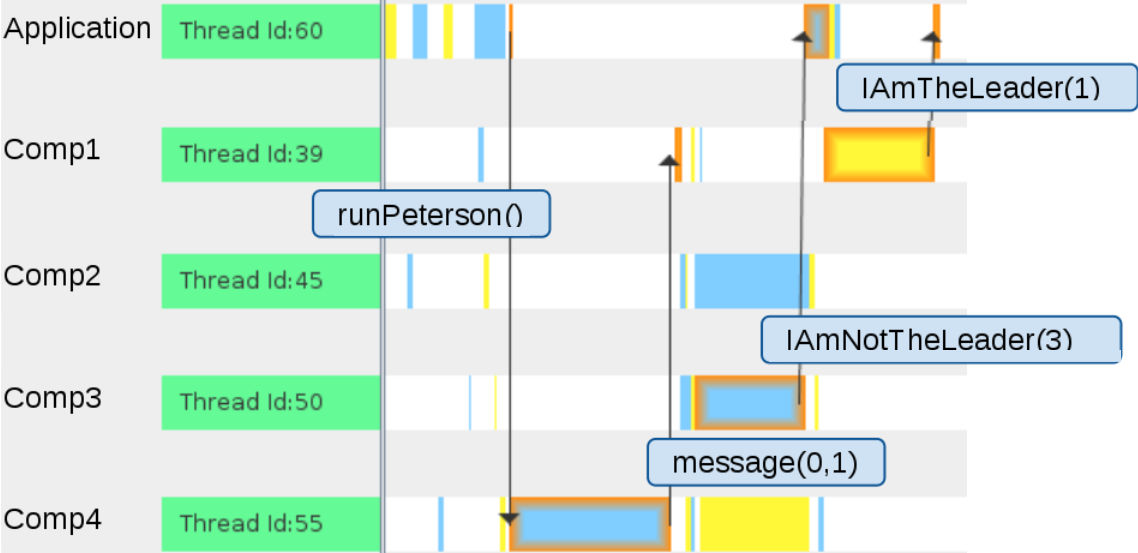 Application Thread Id:60
IAmTheLeader(1)
Comp1 Thread Id:39
runPeterson()
Comp2 Thread Id:45
IAmNotTheLeader(3)
Comp3 Thread Id:50
message(0,1)
Comp4 Thread Id:55